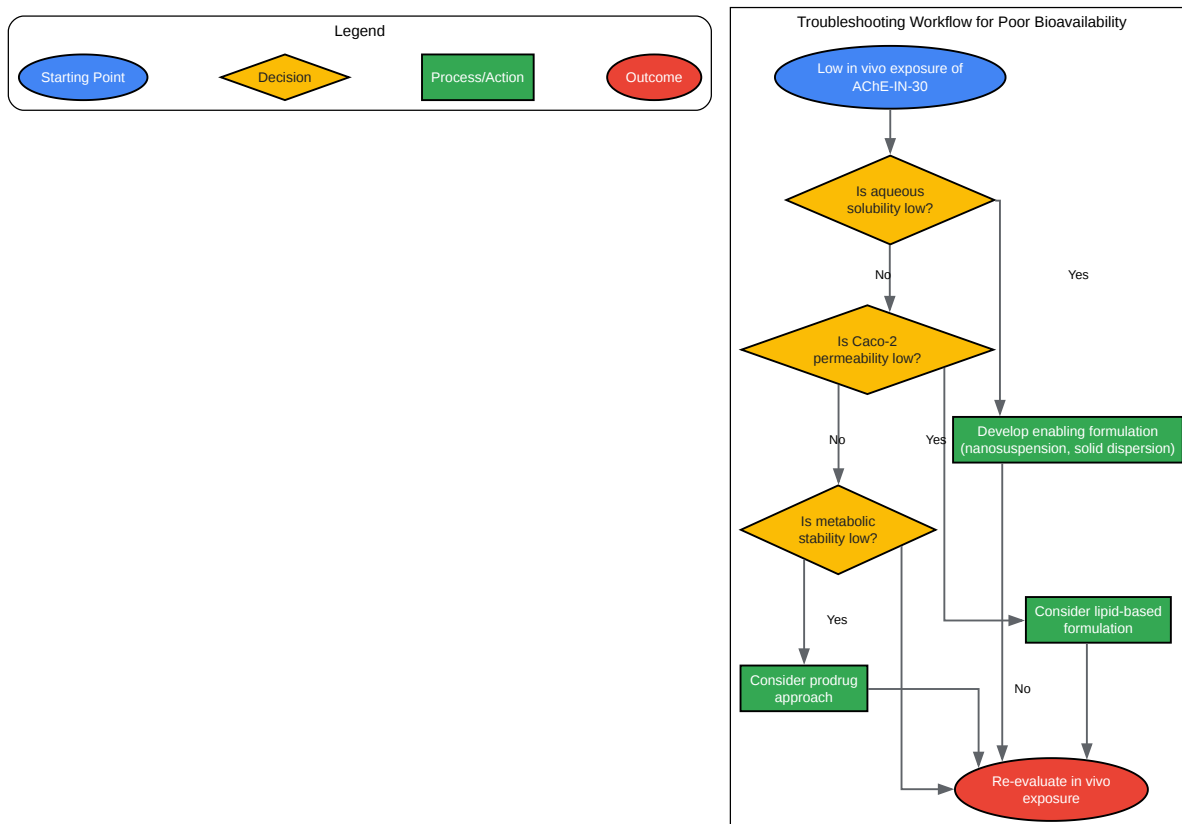 Legend
Starting Point
Decision
Process/Action
Outcome
Troubleshooting Workflow for Poor Bioavailability
Low in vivo exposure of
AChE-IN-30
Is aqueous
solubility low?
No
Yes
Is Caco-2
permeability low?
No
Yes
Develop enabling formulation
(nanosuspension, solid dispersion)
Is metabolic
stability low?
Yes
Consider lipid-based
formulation
Consider prodrug
approach
No
Re-evaluate in vivo
exposure